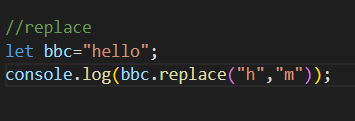 //replace
let bbc="hello";
console.log(bbc.replace("h","m"));